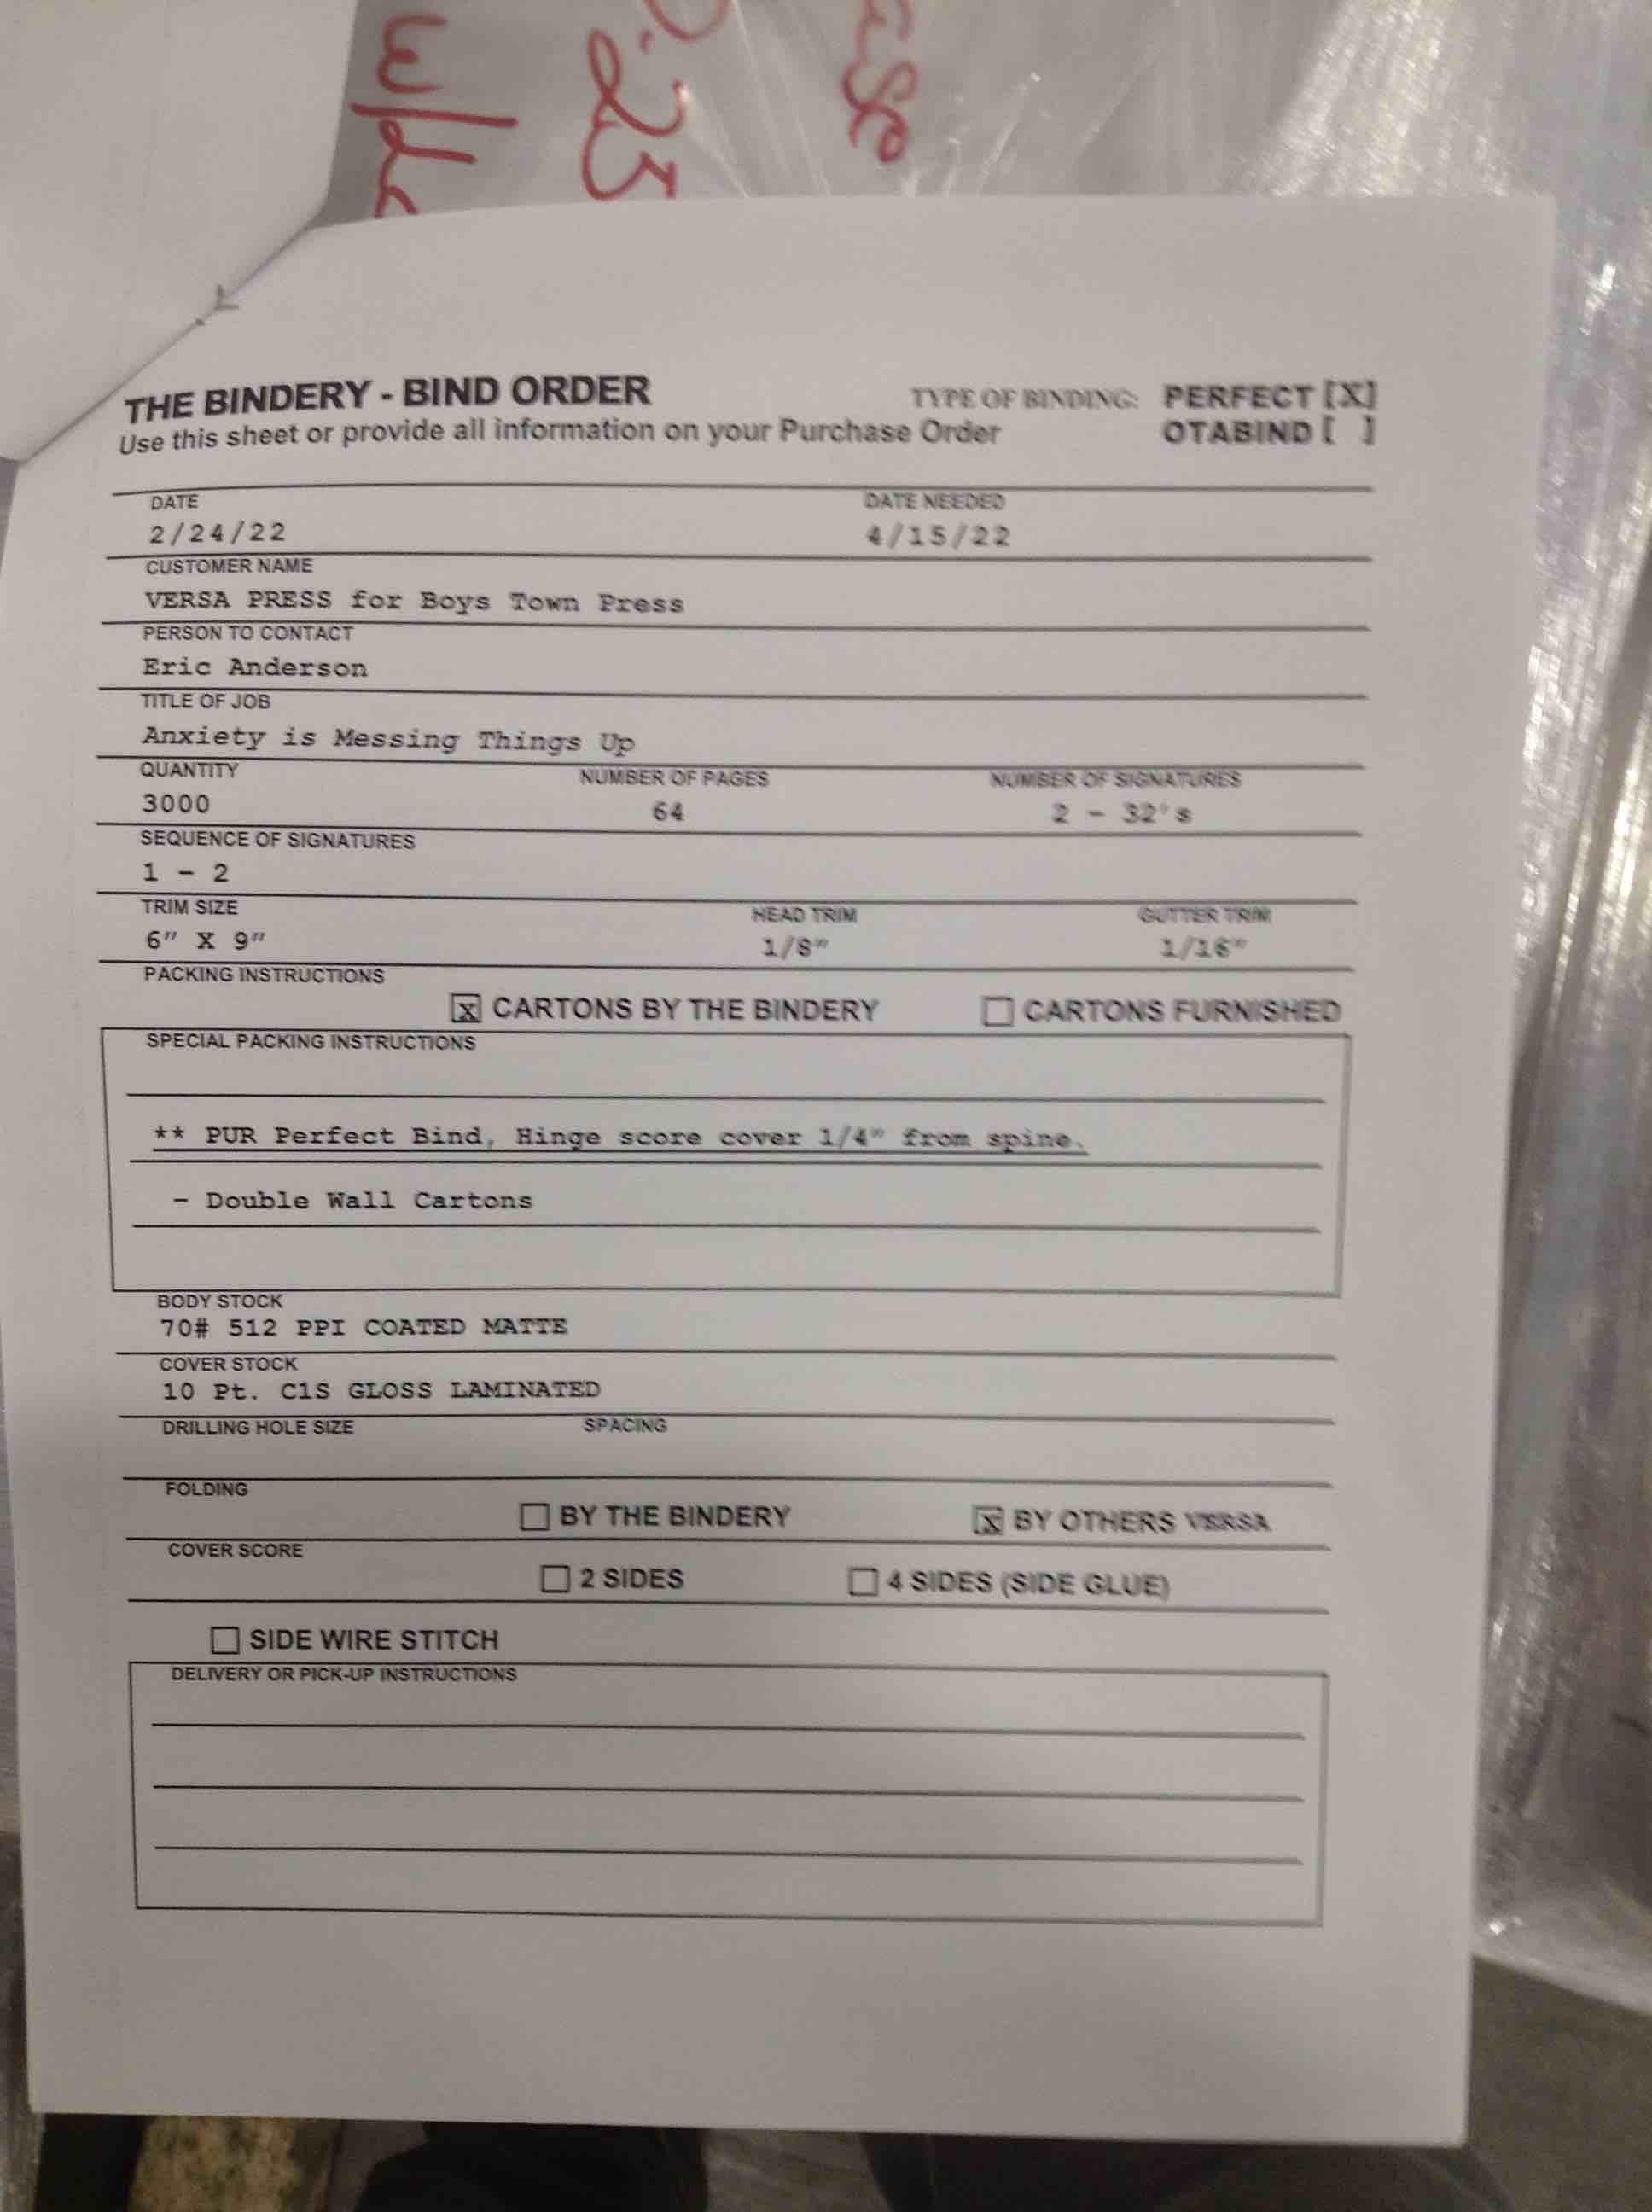 w/
.25
ase
THE BINDERY - BIND ORDER
TYPE OF BINDING: PERFECT [X]
Use this sheet or provide all information on your Purchase Order
OTABIND [ ]
DATE DATE NEEDED
2/24/22 4/15/22
CUSTOMER NAME
VERSA PRESS for Boys Town Press
PERSON TO CONTACT
Eric Anderson
TITLE OF JOB
Anxiety is Messing Things Up
QUANTITY NUMBER OF PAGES NUMBER OF SIGNATURES
3000 64 2 - 32's
SEQUENCE OF SIGNATURES
1 - 2
TRIM SIZE HEAD TRIM GUTTER TRIM
6" X 9" 1/8" 1/16"
PACKING INSTRUCTIONS
[x] CARTONS BY THE BINDERY [ ] CARTONS FURNISHED
SPECIAL PACKING INSTRUCTIONS
** PUR Perfect Bind, Hinge score cover 1/4" from spine.
- Double Wall Cartons
BODY STOCK
70# 512 PPI COATED MATTE
COVER STOCK
10 Pt. C1S GLOSS LAMINATED
DRILLING HOLE SIZE SPACING
FOLDING
[ ] BY THE BINDERY [x] BY OTHERS VERSA
COVER SCORE
[ ] 2 SIDES [ ] 4 SIDES (SIDE GLUE)
[ ] SIDE WIRE STITCH
DELIVERY OR PICK-UP INSTRUCTIONS